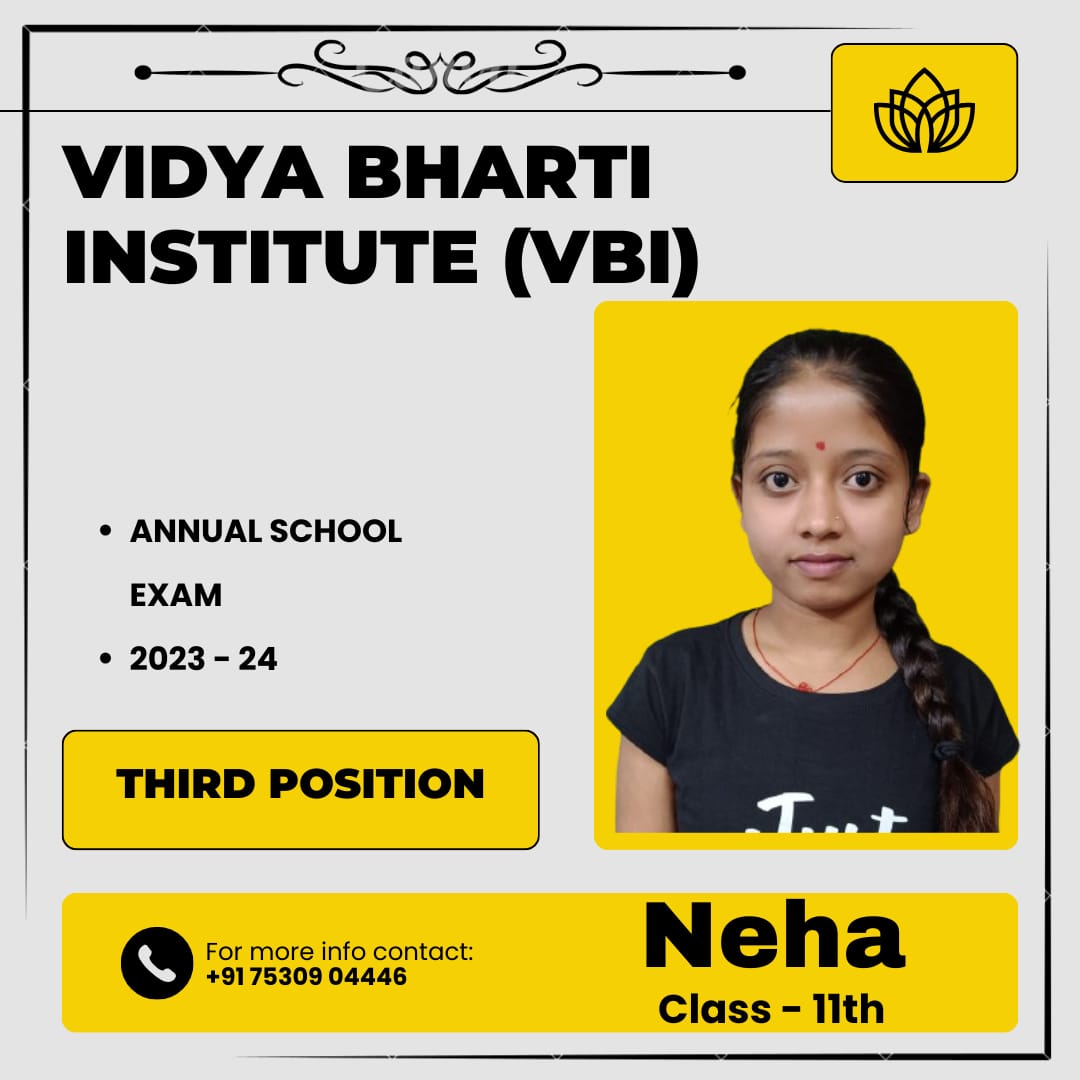 VIDYA BHARTI
INSTITUTE (VBI)
• ANNUAL SCHOOL
EXAM
• 2023 - 24
THIRD POSITION
For more info contact:
+91 75309 04446
Neha
Class - 11th